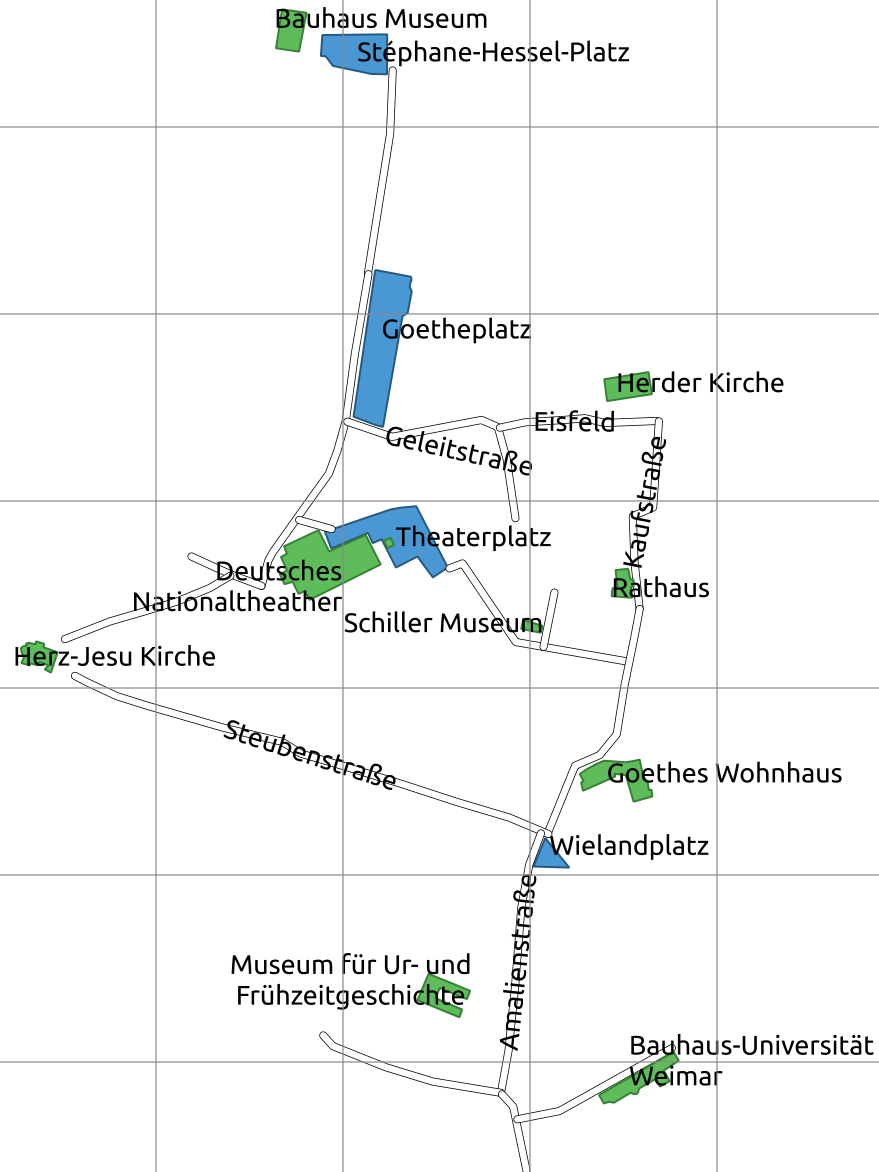 Bauhaus Museum
Stéphane-Hessel-Platz
Goetheplatz
Herder Kirche
Eisfeld
Geleitstraße
Kaufstraße
Theaterplatz
Deutsches
Nationaltheather
Rathaus
Schiller Museum
Herz-Jesu Kirche
Steubenstraße
Goethes Wohnhaus
Wielandplatz
Amalienstraße
Museum für Ur- und
Frühzeitgeschichte
Bauhaus-Universität
Weimar